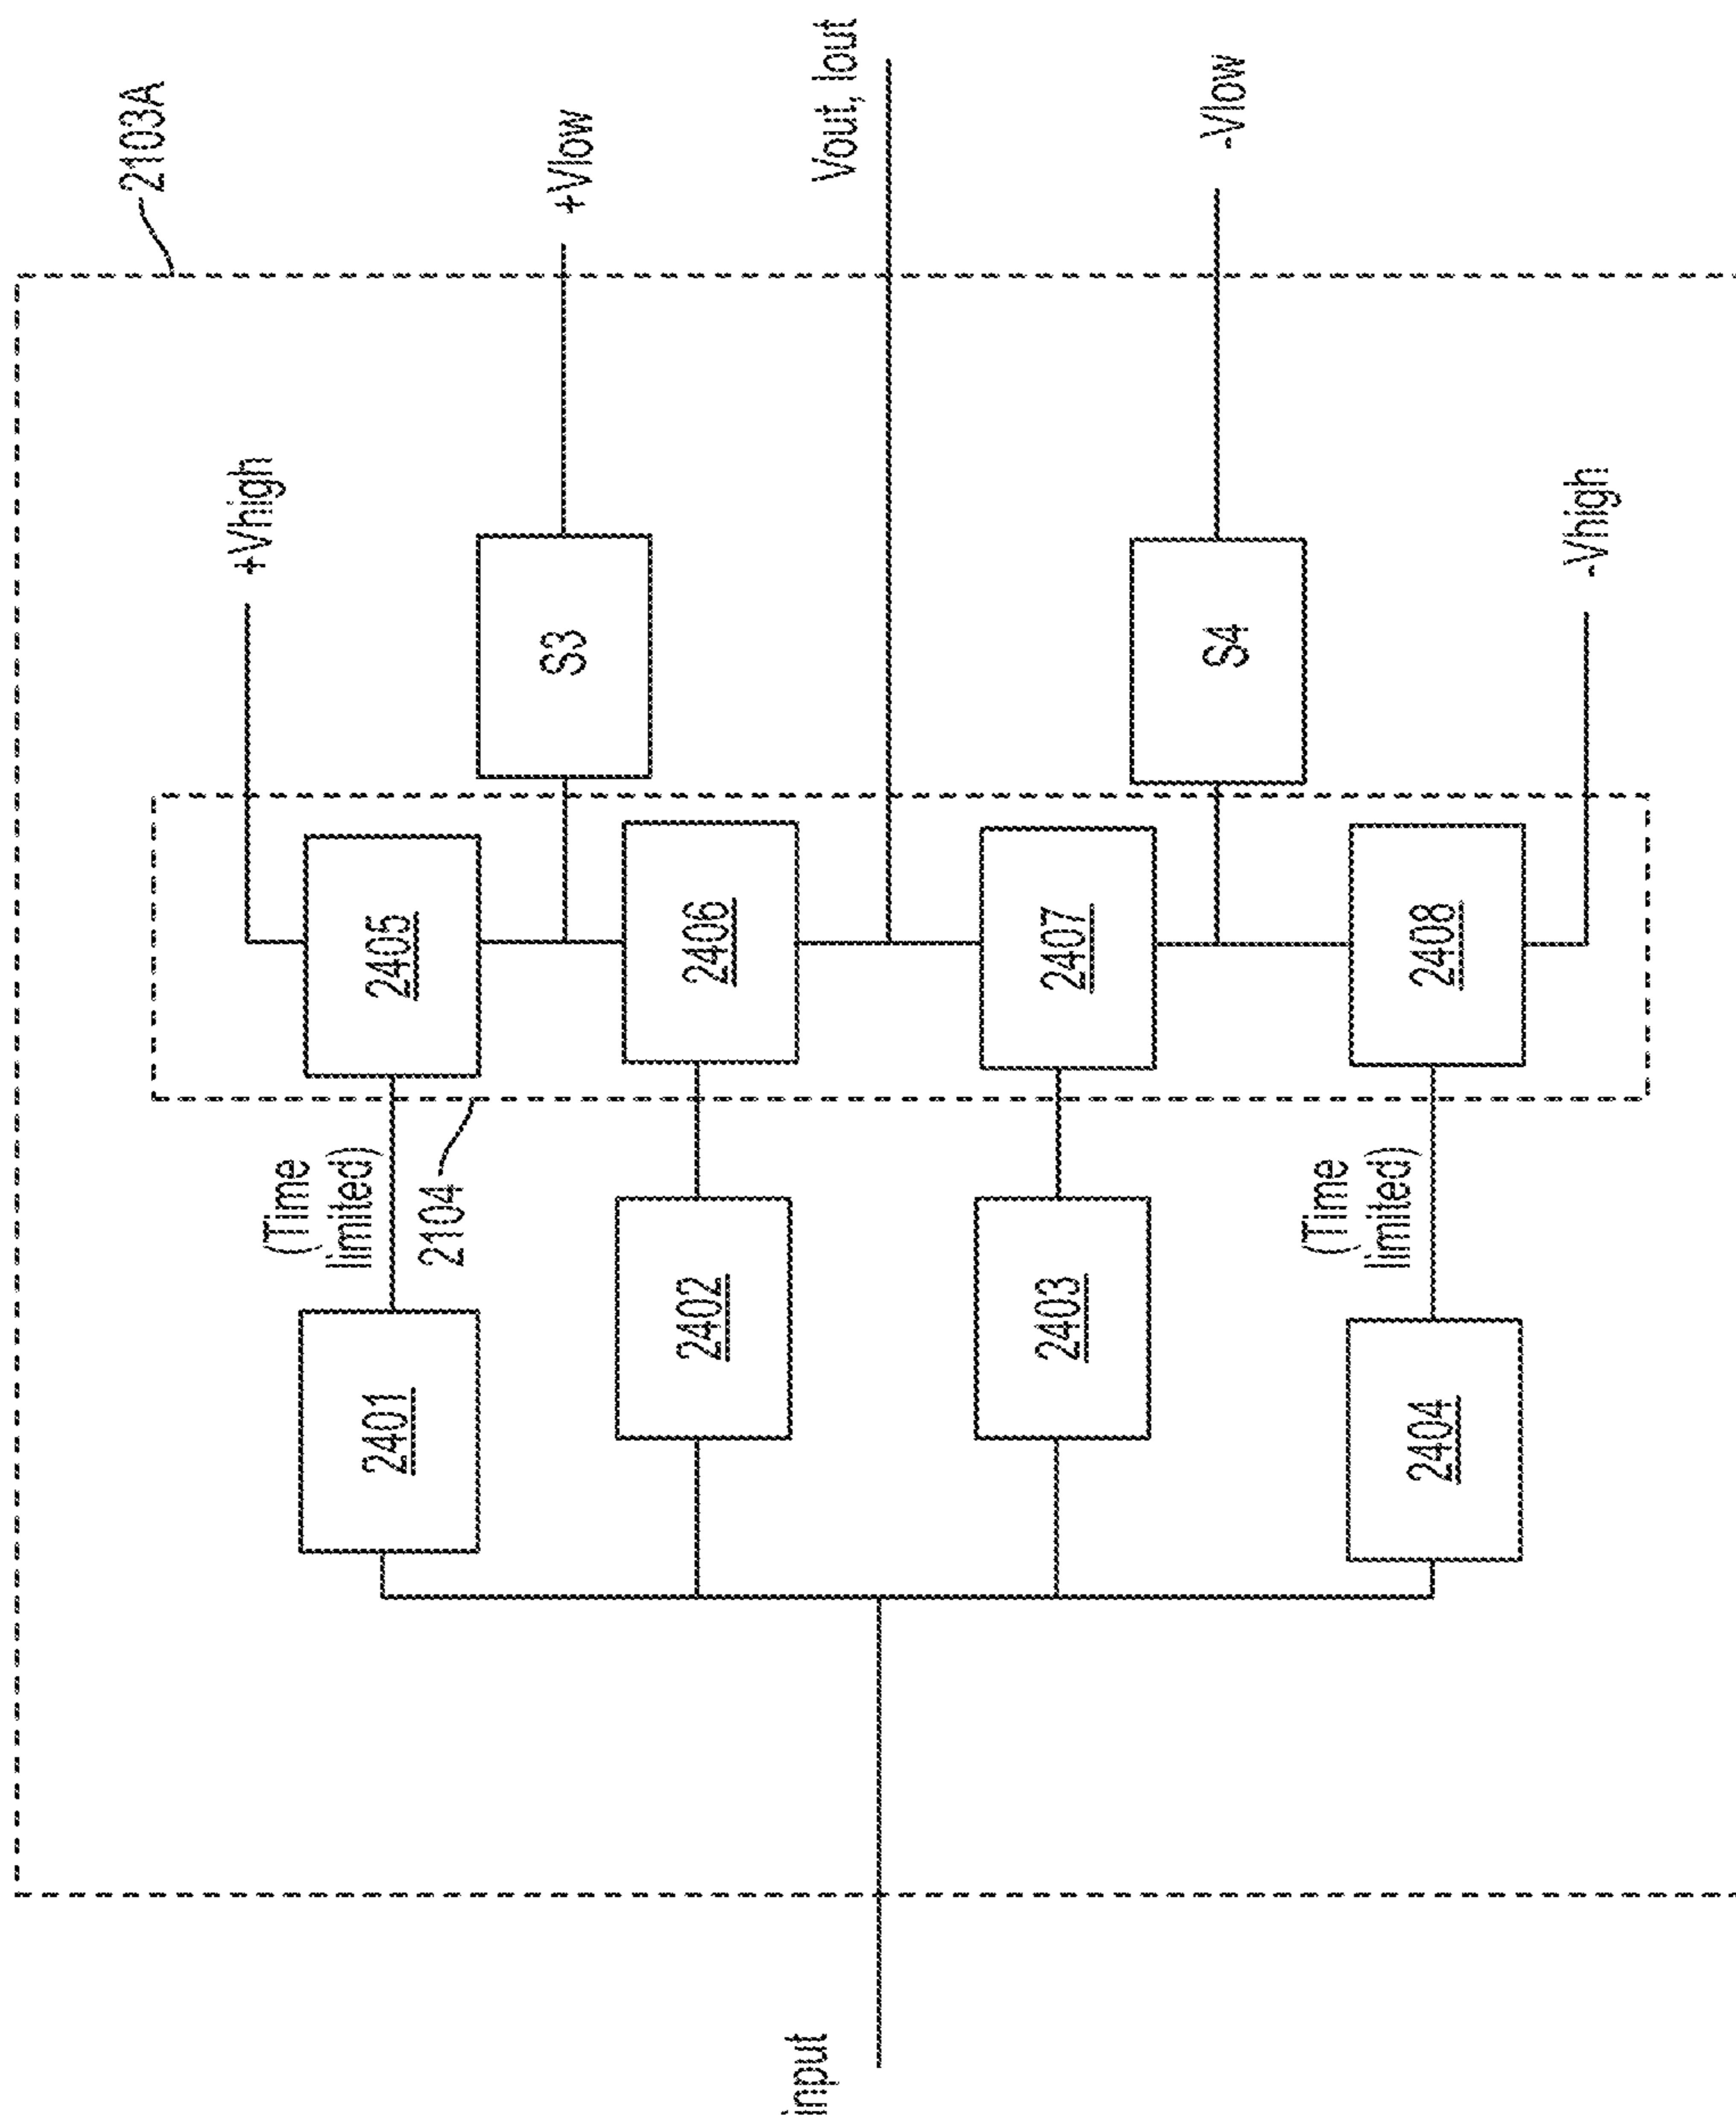 2103A
+Vhigh
+Vlow
Vout, Iout
-Vlow
-Vhigh
S3
S4
2405
2406
2407
2408
(Time
limited)
2104
(Time
limited)
2401
2402
2403
2404
input